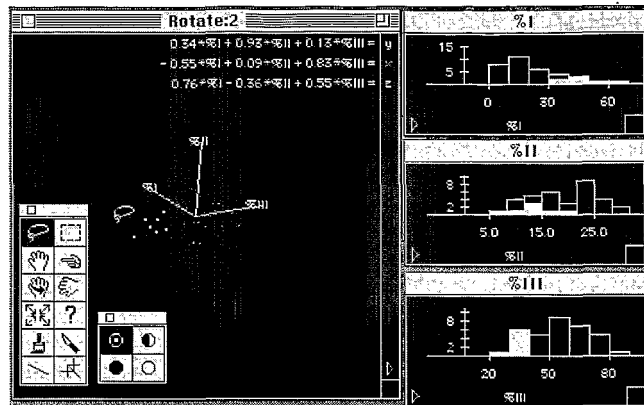 Rotate:2
0.34*%I + 0.93*%II + 0.13*%III = y
- 0.55*%I + 0.09*%II + 0.83*%III = x
0.76*%I - 0.36*%II + 0.55*%III = z
%II
%I
%III
?
%I
15
5
0 30 60
%I
%II
8
2
5.0 15.0 25.0
%II
%III
8
2
20 50 80
%III